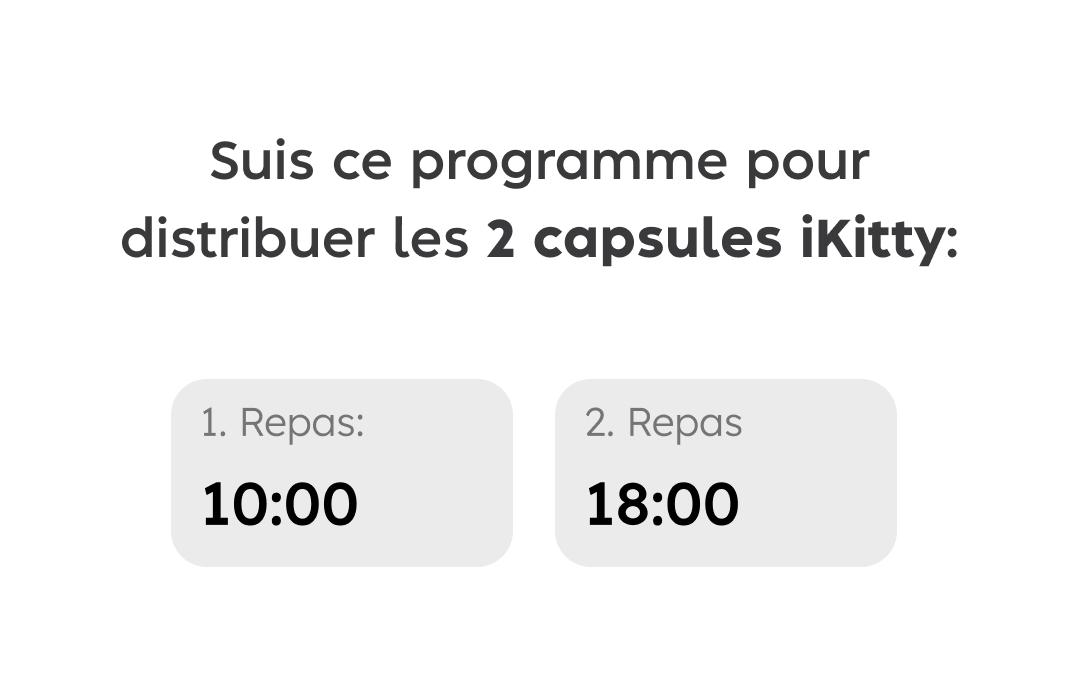 Suis ce programme pour
distribuer les 2 capsules iKitty:
1. Repas:
10:00
2. Repas
18:00